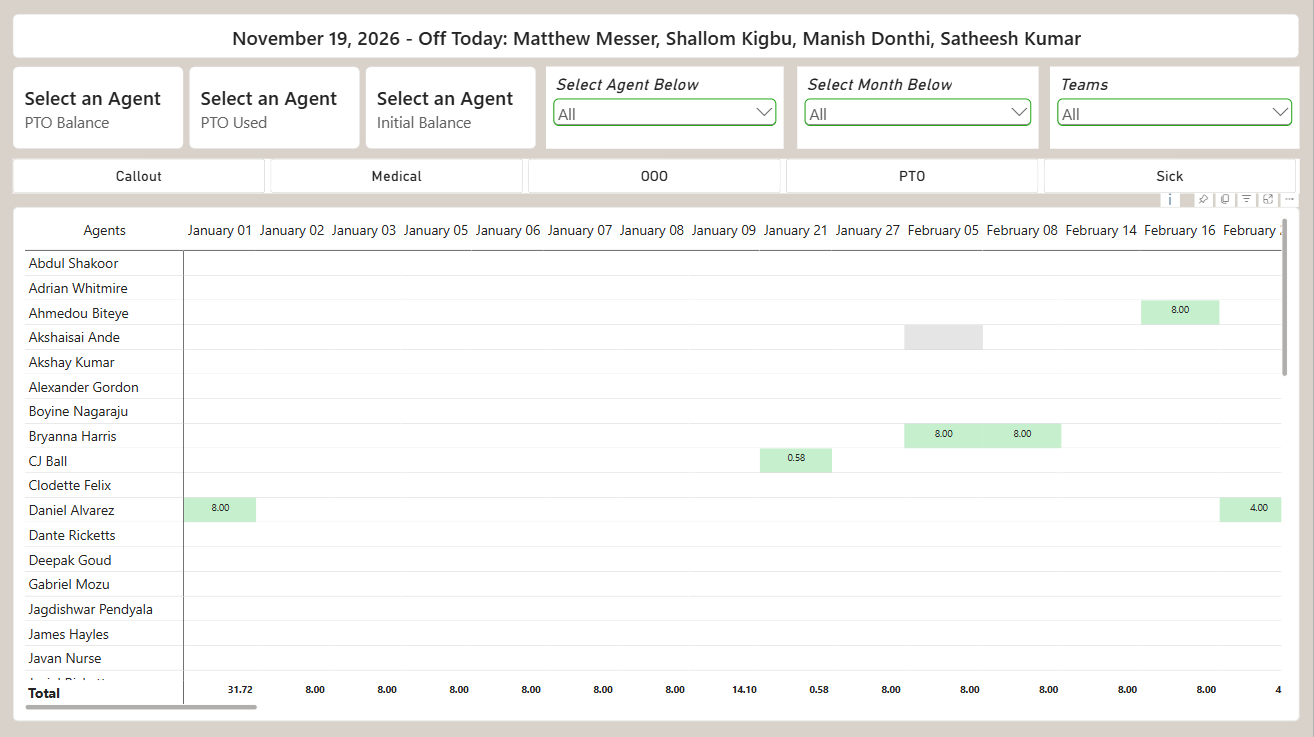 November 19, 2026 - Off Today: Matthew Messer, Shallom Kigbu, Manish Donthi, Satheesh Kumar
Select an Agent
PTO Balance
Select an Agent
PTO Used
Select an Agent
Initial Balance
Select Agent Below
All
Select Month Below
All
Teams
All
Callout Medical OOO PTO Sick
Agents January 01 January 02 January 03 January 05 January 06 January 07 January 08 January 09 January 21 January 27 February 05 February 08 February 14 February 16 February
Abdul Shakoor
Adrian Whitmire
Ahmedou Biteye 8.00
Akshaisai Ande
Akshay Kumar
Alexander Gordon
Boyine Nagaraju
Bryanna Harris 8.00 8.00
CJ Ball 0.58
Clodette Felix
Daniel Alvarez 8.00 4.00
Dante Ricketts
Deepak Goud
Gabriel Mozu
Jagdishwar Pendyala
James Hayles
Javan Nurse
Total 31.72 8.00 8.00 8.00 8.00 8.00 8.00 14.10 0.58 8.00 8.00 8.00 8.00 8.00 4